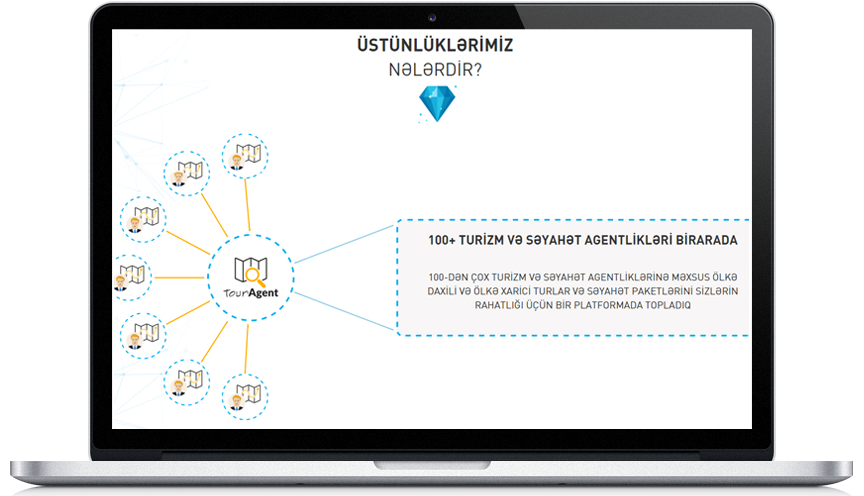 ÜSTÜNLÜKLƏRİMİZ
NƏLƏRDİR?
TourAgent
100+ TURİZM VƏ SƏYAHƏT AGENTLİKLƏRİ BİRARADA
100-DƏN ÇOX TURİZM VƏ SƏYAHƏT AGENTLİKLƏRİNƏ MƏXSUS ÖLKƏ
DAXİLİ VƏ ÖLKƏ XARİCİ TURLAR VƏ SƏYAHƏT PAKETLƏRİNİ SİZLƏRİN
RAHATLIĞI ÜÇÜN BİR PLATFORMADA TOPLADIQ